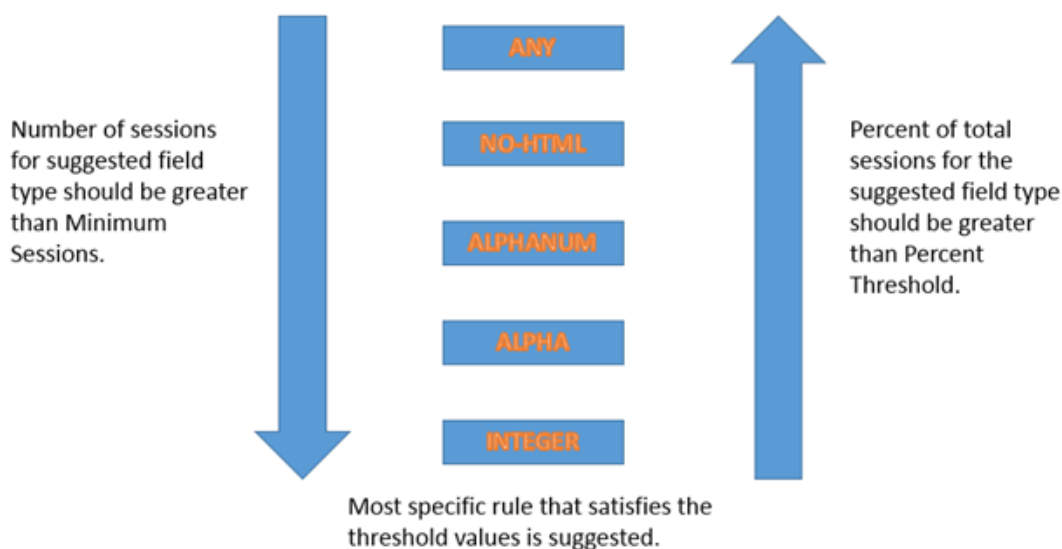 ANY
Number of sessions
for suggested field
type should be greater
than Minimum
Sessions.
NO-HTML
ALPHANUM
ALPHA
INTEGER
Percent of total
sessions for the
suggested field type
should be greater
than Percent
Threshold.
Most specific rule that satisfies the
threshold values is suggested.